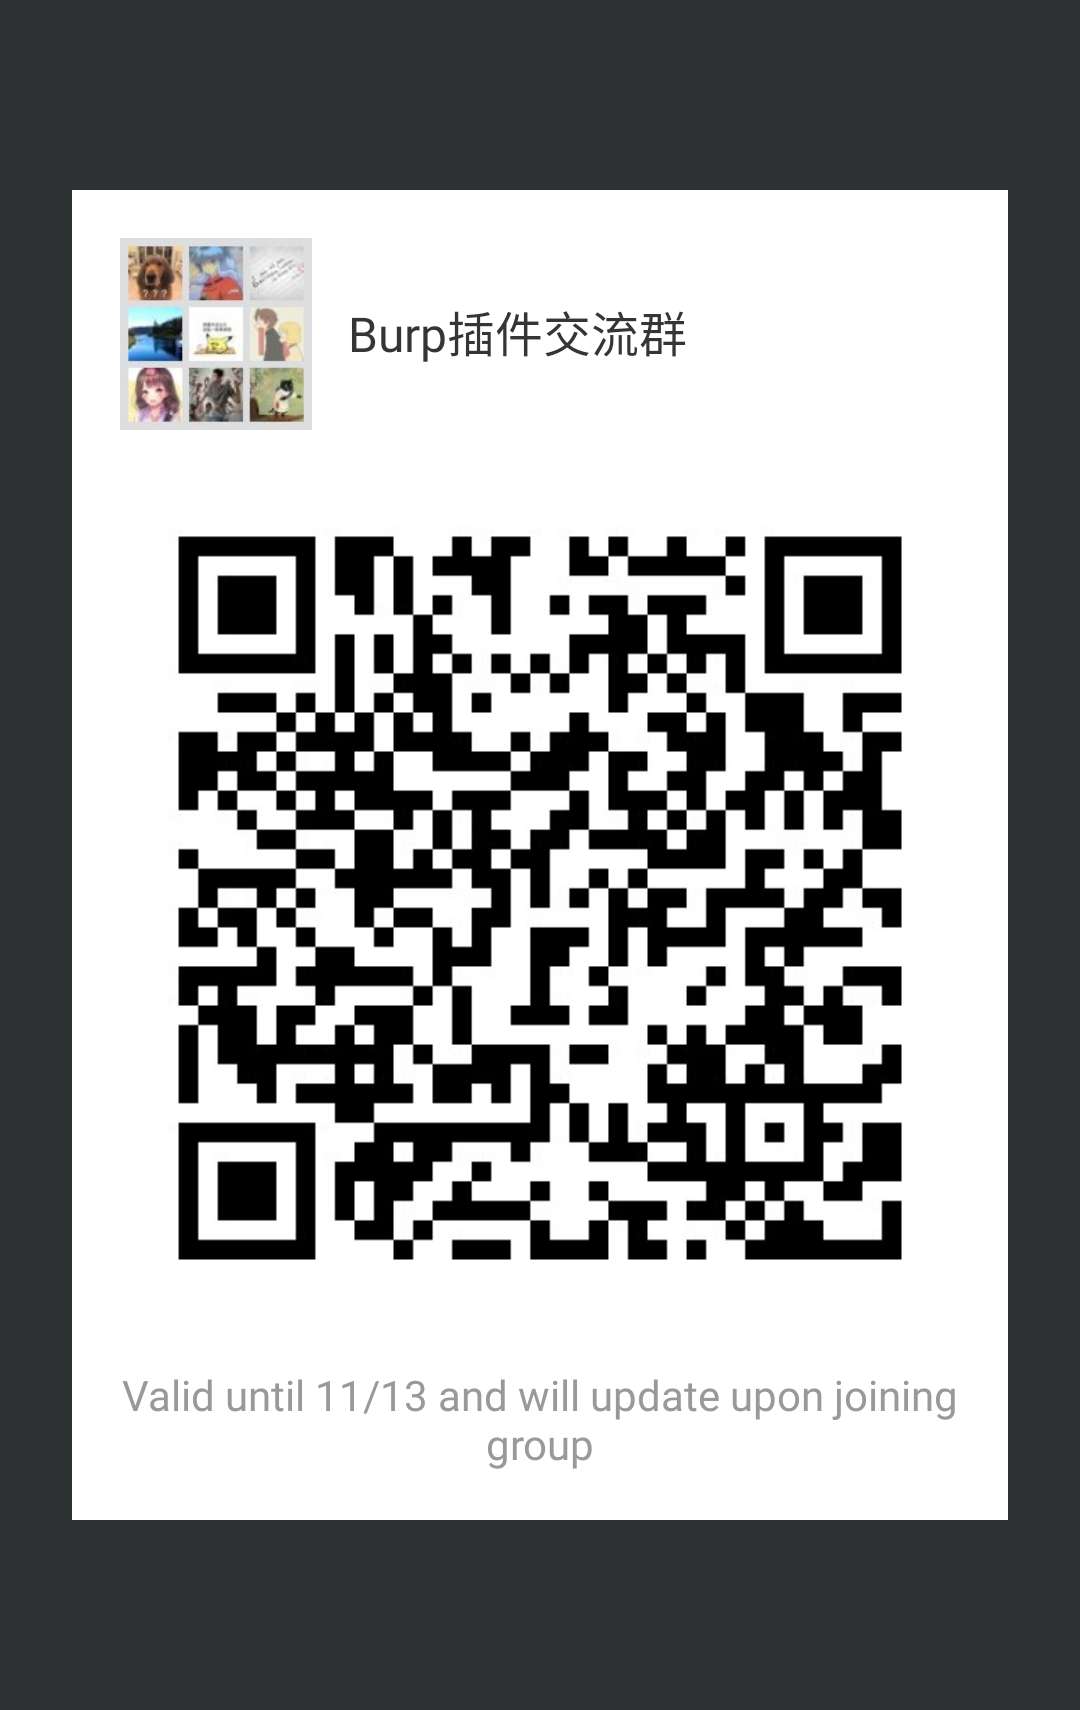 Burp插件交流群
???
Valid until 11/13 and will update upon joining
group